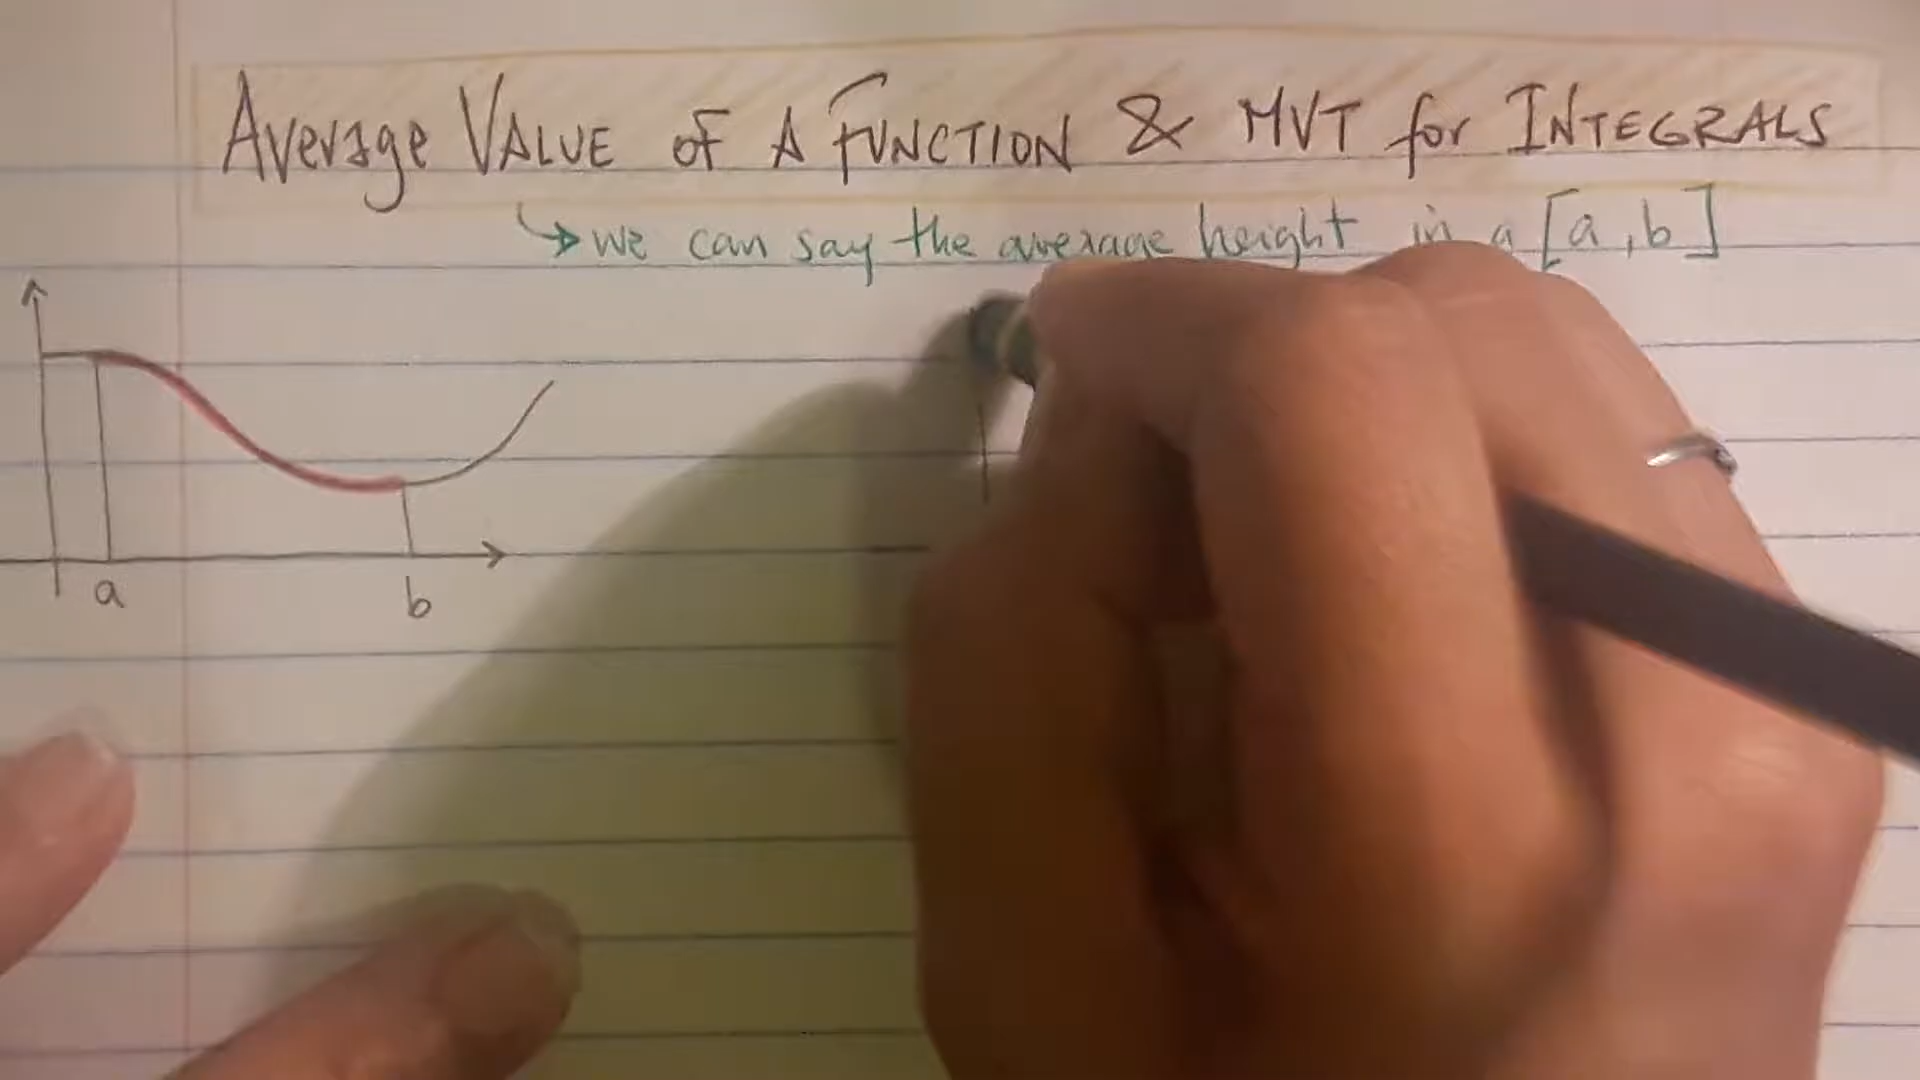 Average VALUE OF A FUNCTION & MVT for INTEGRALS
we can say the average height in a [a,b]
a b